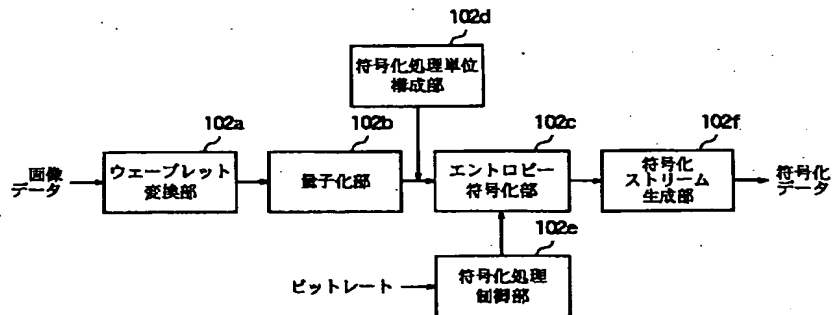 102d
符号化処理単位
構成部
102a
102b
102c
102f
画像
データ
ウェーブレット
変換部
量子化部
エントロピー
符号化部
符号化
ストリーム
生成部
符号化
データ
102e
ビットレート
符号化処理
制御部